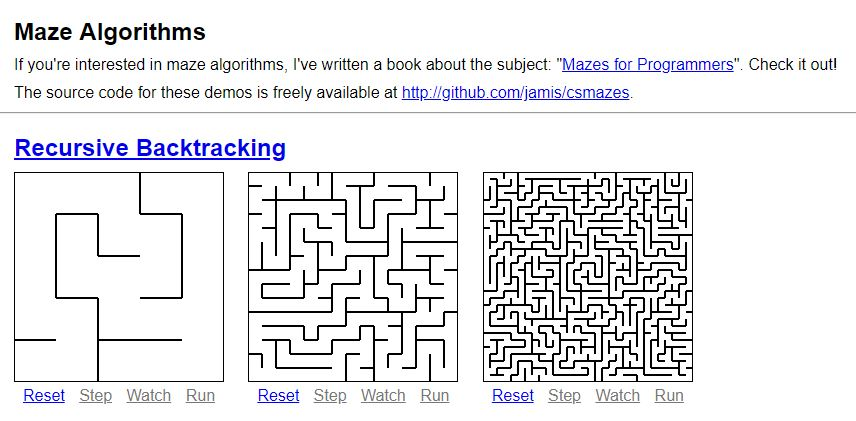 Maze Algorithms
If you're interested in maze algorithms, I've written a book about the subject: "Mazes for Programmers". Check it out!
The source code for these demos is freely available at http://github.com/jamis/csmazes.
Recursive Backtracking
Reset Step Watch Run Reset Step Watch Run Reset Step Watch Run